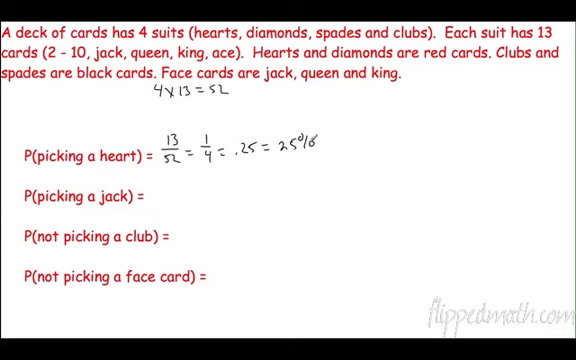 A deck of cards has 4 suits (hearts, diamonds, spades and clubs). Each suit has 13
cards (2 - 10, jack, queen, king, ace). Hearts and diamonds are red cards. Clubs and
spades are black cards. Face cards are jack, queen and king.
4 x 13 = 52
P(picking a heart) = 13/52 = 1/4 = .25 = 25%
P(picking a jack) =
P(not picking a club) =
P(not picking a face card) =
flippedmath.com